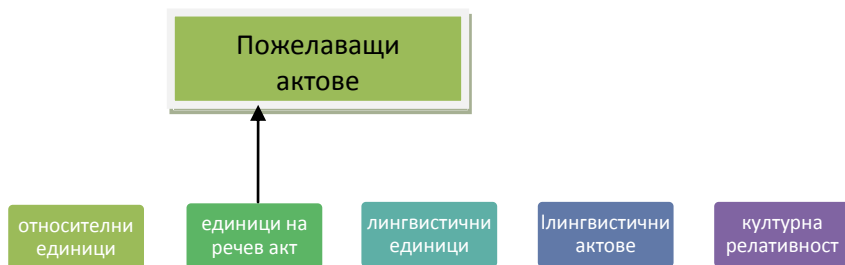 Пожелаващи
актове
относителни
единици
единици на
речев акт
лингвистични
единици
Iлингвистични
актове
културна
релативност